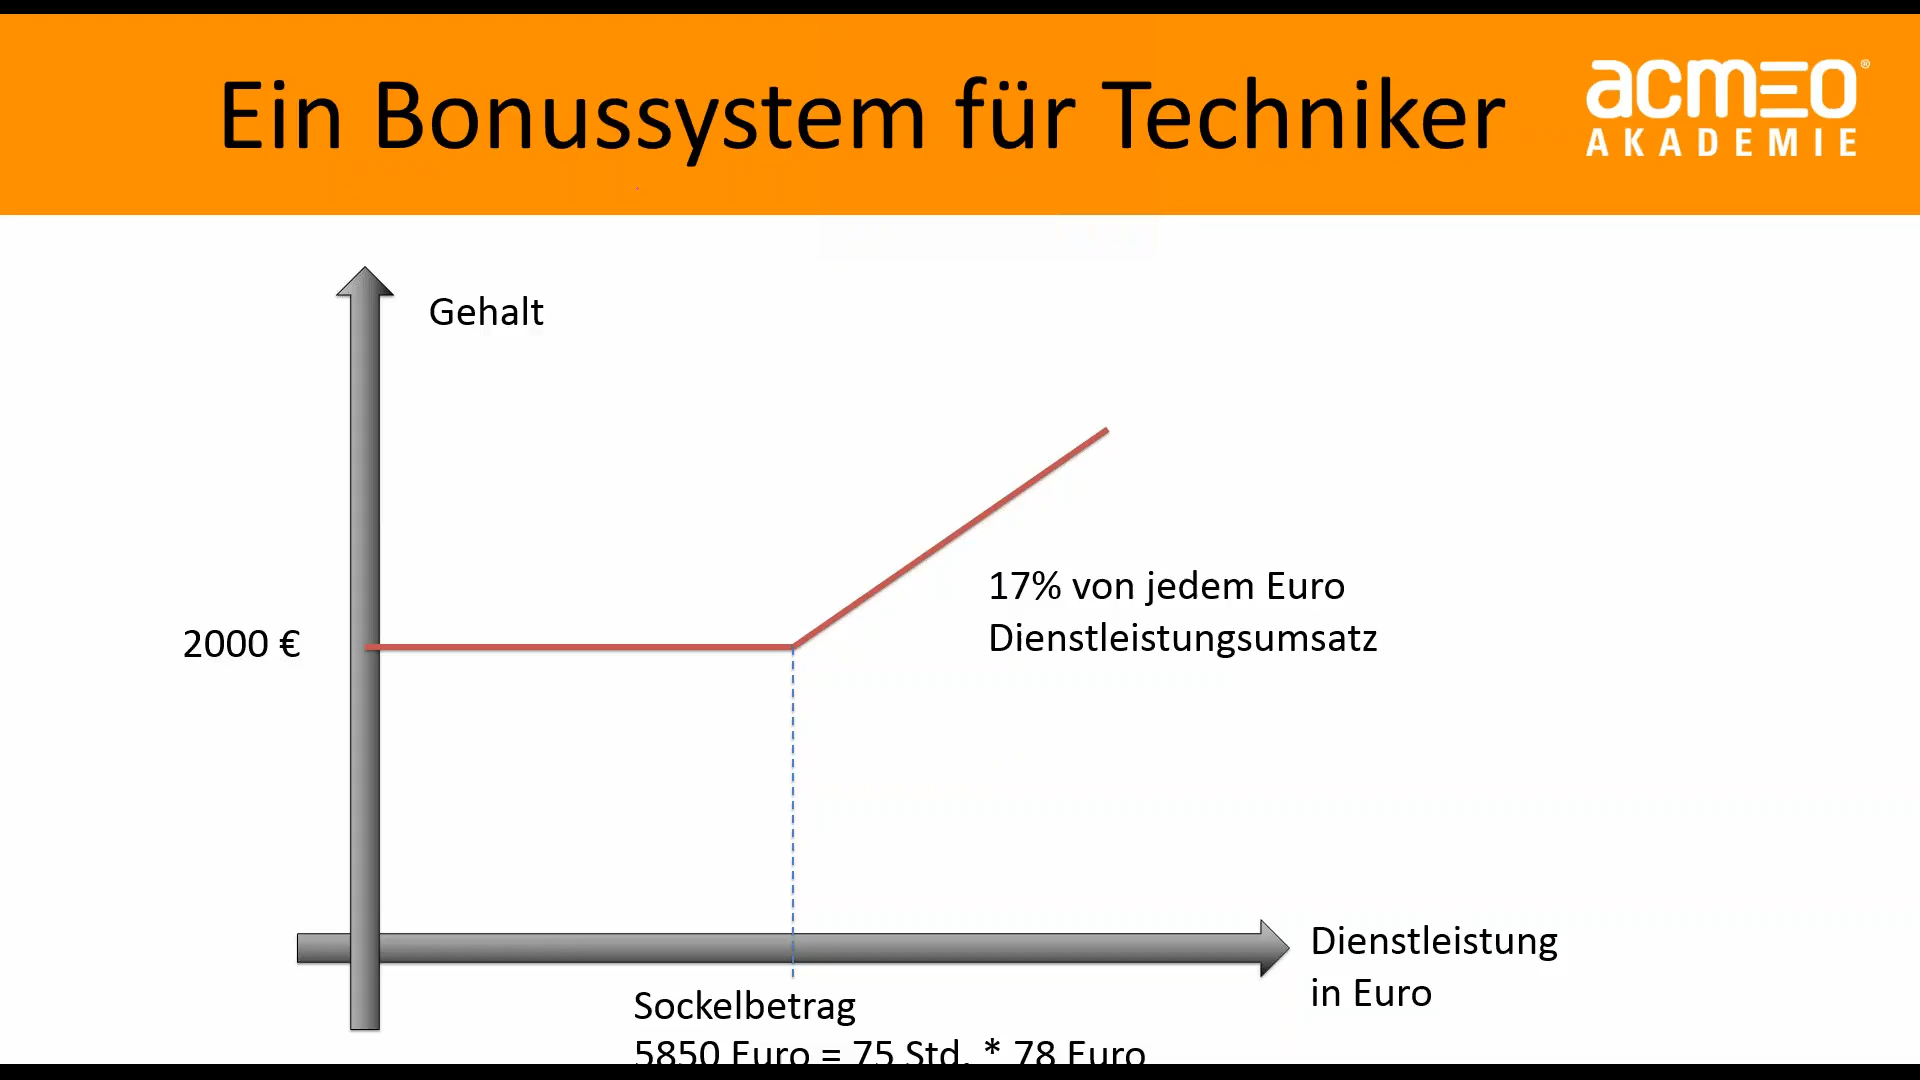 Ein Bonussystem für Techniker
acmeo®
AKADEMIE
Gehalt
17% von jedem Euro
Dienstleistungsumsatz
2000 €
Dienstleistung
in Euro
Sockelbetrag
5850 Euro = 75 Std. * 78 Euro